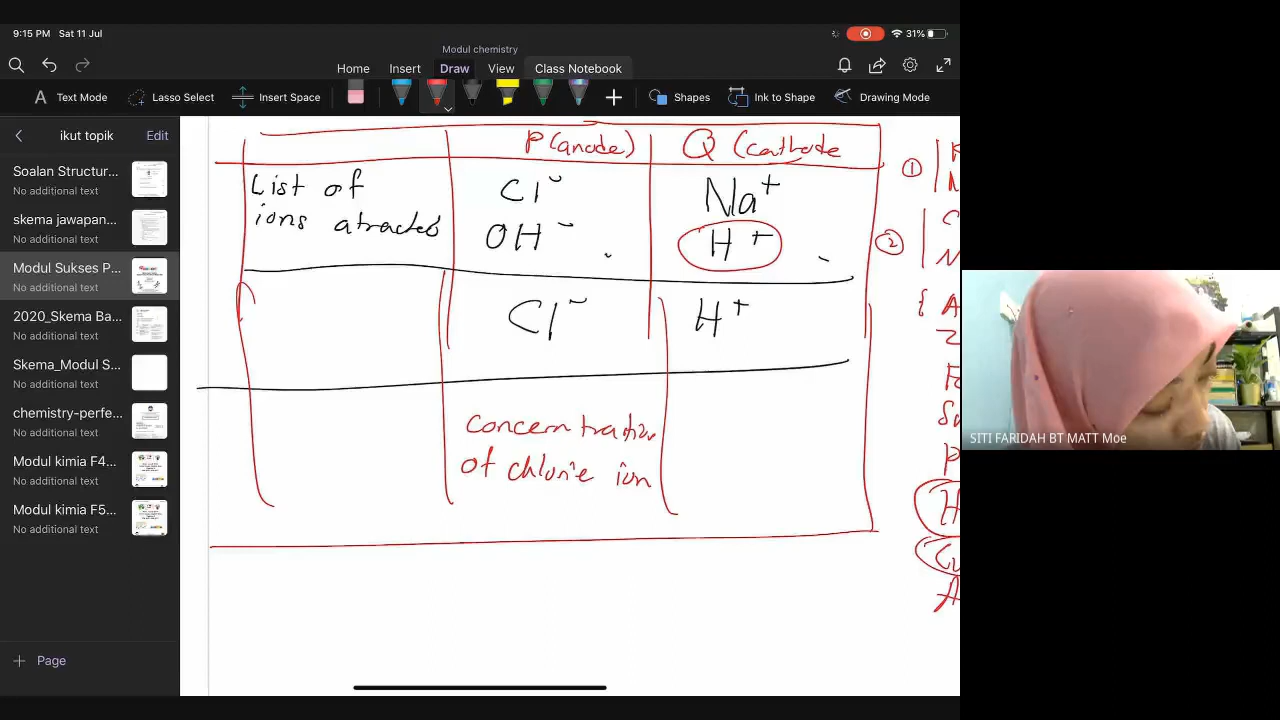 9:15 PM Sat 11 Jul
31%
Modul chemistry
Home Insert Draw View Class Notebook
Text Mode Lasso Select Insert Space Shapes Ink to Shape Drawing Mode
ikut topik Edit
Soalan Structur...
No additional text
skema jawapan...
No additional text
Modul Sukses P...
No additional text
2020_Skema Ba...
No additional text
Skema_Modul S...
No additional text
chemistry-perfe...
No additional text
Modul kimia F4...
No additional text
Modul kimia F5...
No additional text
Page
P (anode) Q (cathode
List of
ions atracted
Cl⁻ Na⁺
OH⁻ H⁺
Cl⁻ H⁺
concentration
of chlorie ion
①
②
SITI FARIDAH BT MATT Moe